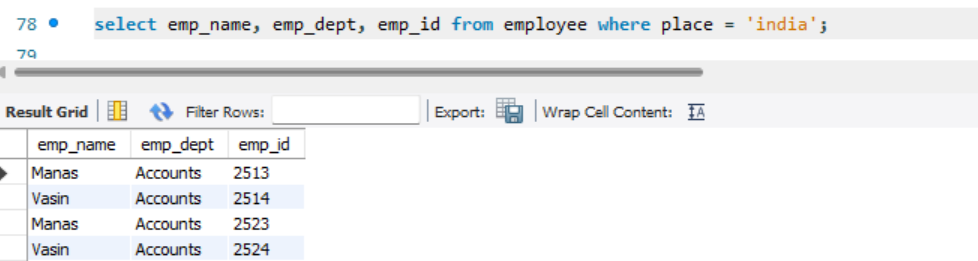 78 select emp_name, emp_dept, emp_id from employee where place = 'india';
79
Result Grid Filter Rows: Export: Wrap Cell Content: IA
emp_name emp_dept emp_id
Manas Accounts 2513
Vasin Accounts 2514
Manas Accounts 2523
Vasin Accounts 2524